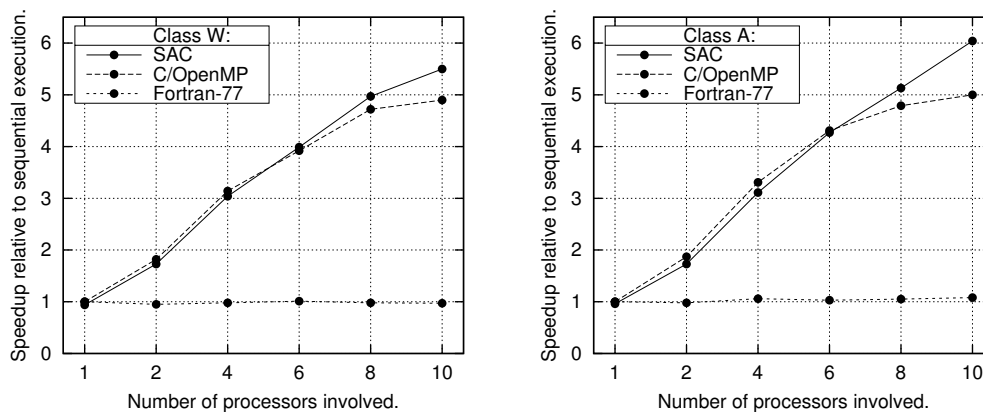 Speedup relative to sequential execution.
6
5
4
3
2
1
0
Class W:
SAC
C/OpenMP
Fortran-77
1 2 4 6 8 10
Number of processors involved.
Speedup relative to sequential execution.
6
5
4
3
2
1
0
Class A:
SAC
C/OpenMP
Fortran-77
1 2 4 6 8 10
Number of processors involved.